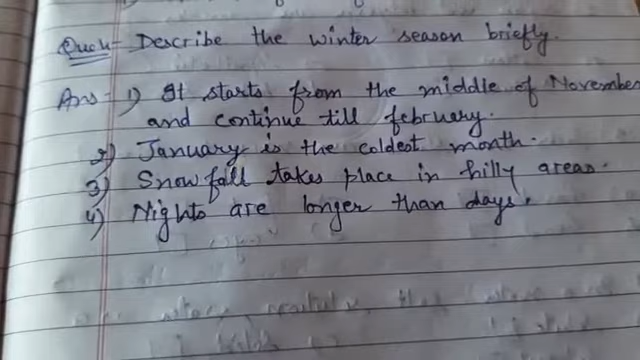 Ques- Describe the winter season briefly.
Ans- 1) It starts from the middle of November
and continue till february.
2) January is the coldest month.
3) Snowfall takes place in hilly areas.
4) Nights are longer than days.